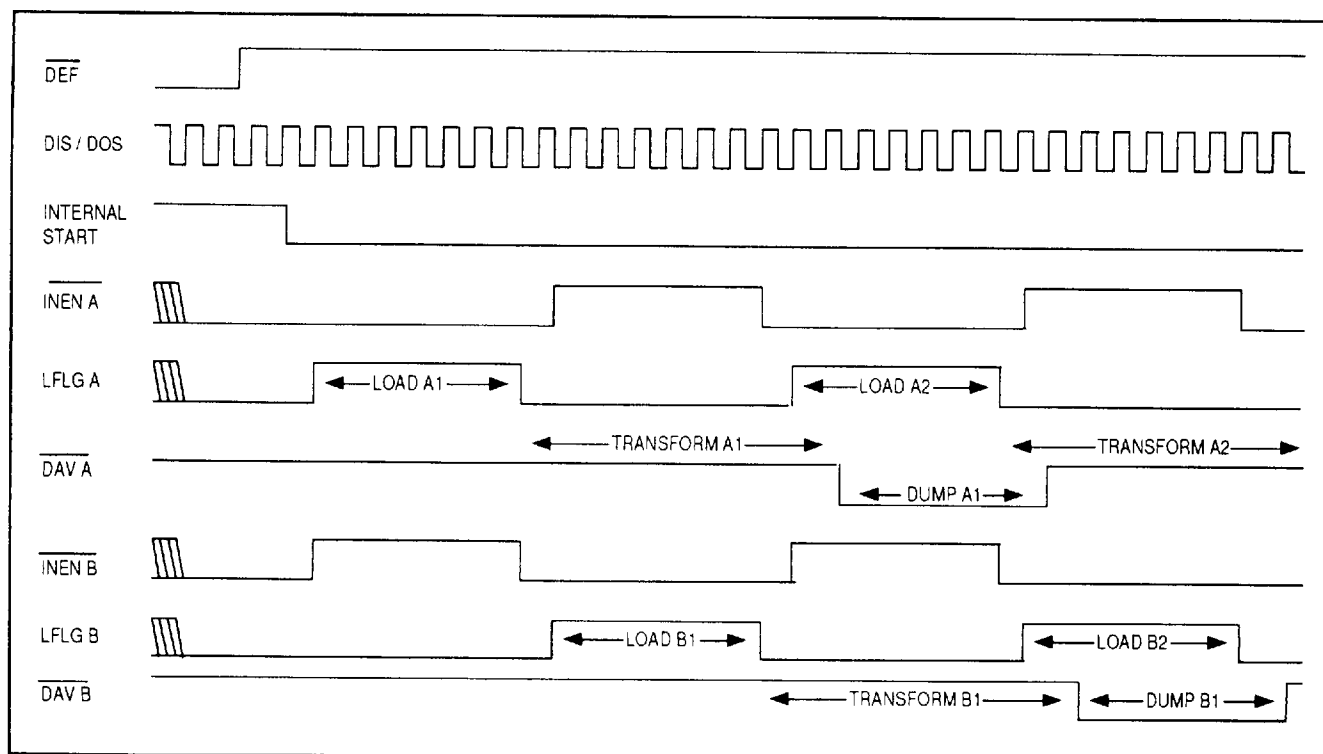 DEF
DIS / DOS
INTERNAL
START
INEN A
LFLG A
LOAD A1
LOAD A2
TRANSFORM A1
TRANSFORM A2
DAV A
DUMP A1
INEN B
LFLG B
LOAD B1
LOAD B2
DAV B
TRANSFORM B1
DUMP B1